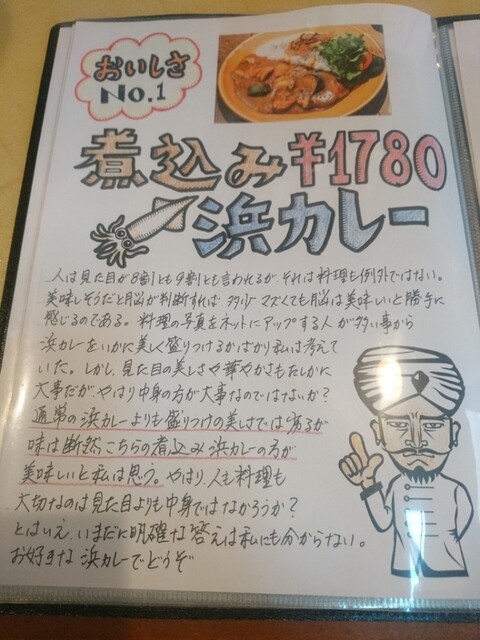 おいしさ
No.1
煮込み ¥1780
浜カレー
人は見た目が8割とも9割とも言われるが、それは料理も例外ではない。
美味しそうだと脳が判断すれば 多少マズくても脳は美味しいと勝手に
感じるのである。料理の写真をネットにアップする人が多い事から
浜カレーをいかに美しく盛りつけるかばかり私は考えて
いた。しかし、見た目の美しさや華やかさもたしかに
大事だが、やはり中身の方が大事なのではないか?
通常の浜カレーよりも盛りつけの美しさでは劣るが
味は断然こちらの煮込み浜カレーの方が
美味しいと私は思う。やはり、人も料理も
大切なのは見た目よりも中身ではなかろうか?
とはいえ、いまだに明確な答えは私にも分からない。
お好きな浜カレーでどうぞ